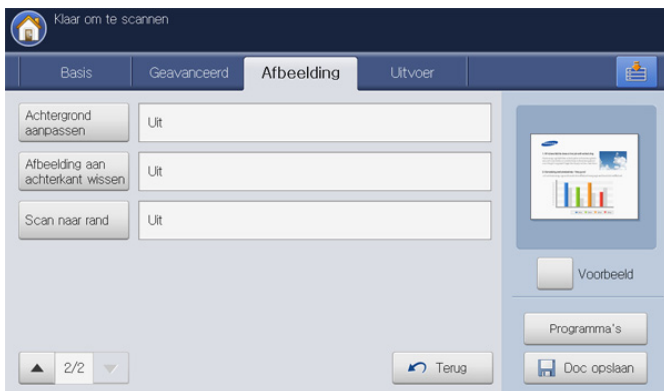 Klaar om te scannen
Basis
Geavanceerd
Afbeelding
Uitvoer
Achtergrond
aanpassen
Uit
Afbeelding aan
achterkant wissen
Uit
Scan naar rand
Uit
Voorbeeld
Programma's
2/2
Terug
Doc opslaan